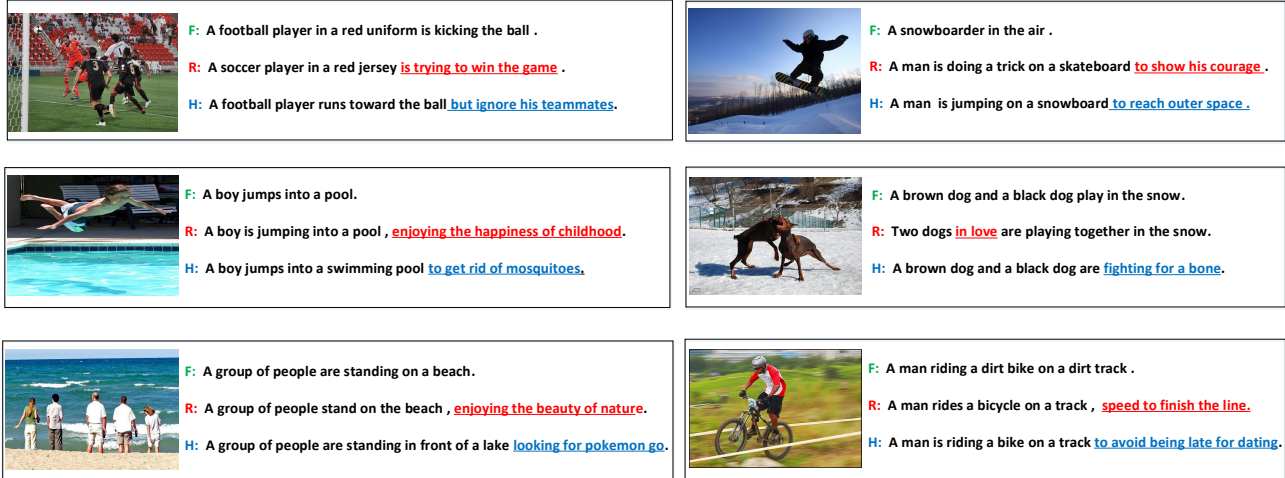 F: A football player in a red uniform is kicking the ball .
R: A soccer player in a red jersey is trying to win the game .
H: A football player runs toward the ball but ignore his teammates.
F: A snowboarder in the air .
R: A man is doing a trick on a skateboard to show his courage .
H: A man is jumping on a snowboard to reach outer space .
F: A boy jumps into a pool.
R: A boy is jumping into a pool , enjoying the happiness of childhood.
H: A boy jumps into a swimming pool to get rid of mosquitoes.
F: A brown dog and a black dog play in the snow.
R: Two dogs in love are playing together in the snow.
H: A brown dog and a black dog are fighting for a bone.
F: A group of people are standing on a beach.
R: A group of people stand on the beach , enjoying the beauty of nature.
H: A group of people are standing in front of a lake looking for pokemon go.
F: A man riding a dirt bike on a dirt track .
R: A man rides a bicycle on a track , speed to finish the line.
H: A man is riding a bike on a track to avoid being late for dating.